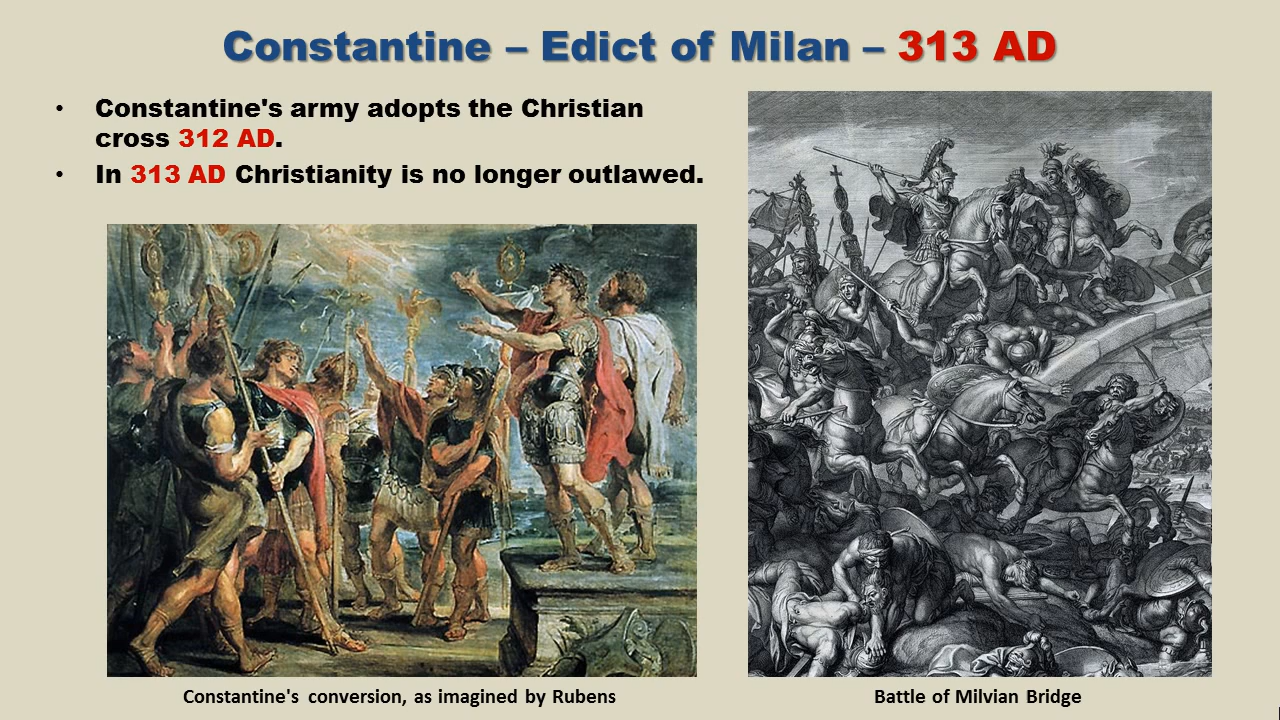 Constantine – Edict of Milan – 313 AD
• Constantine's army adopts the Christian
cross 312 AD.
• In 313 AD Christianity is no longer outlawed.
Constantine's conversion, as imagined by Rubens
Battle of Milvian Bridge